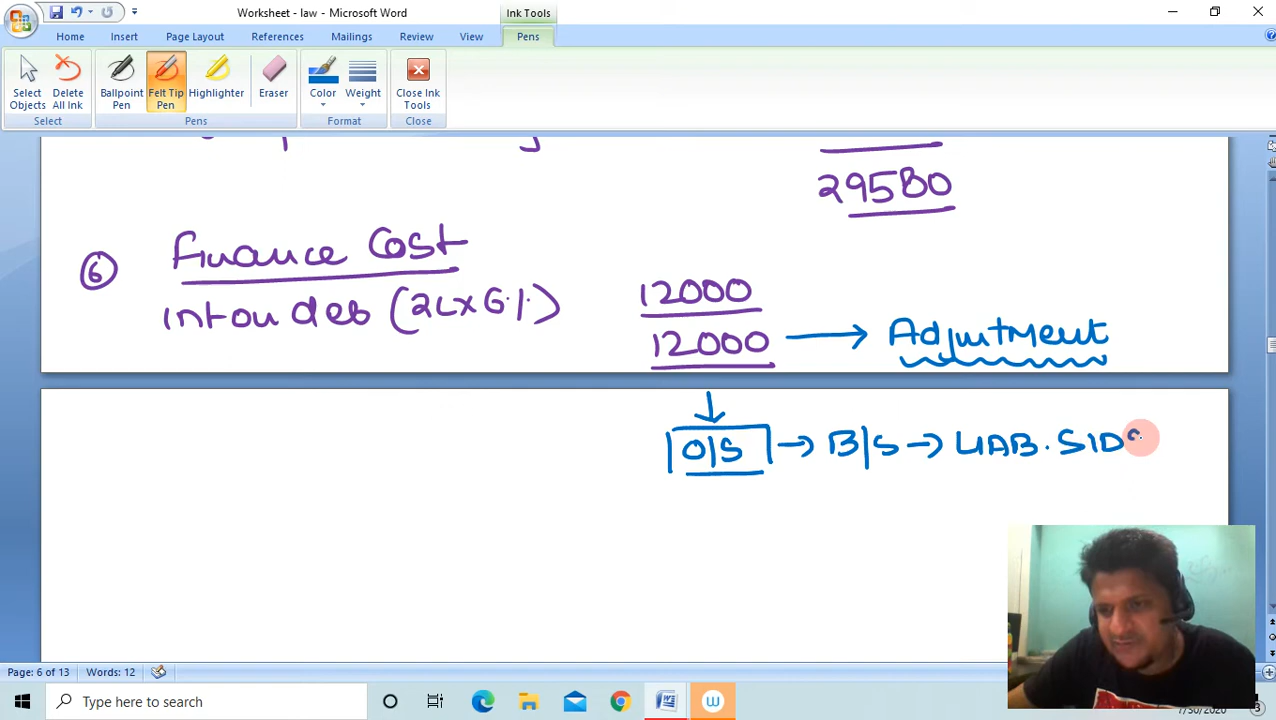 Worksheet - law - Microsoft Word
Ink Tools
Home Insert Page Layout References Mailings Review View Pens
Select Objects
Delete All Ink
Ballpoint Pen
Felt Tip Pen
Highlighter
Eraser
Color
Weight
Close Ink Tools
Select Pens Format Close
29580
6 Finance Cost
int on deb (2L×6%) 12000
12000 → Adjustment
O/S → B/S → LIAB. SIDE
Page: 6 of 13 Words: 12
Type here to search
7/30/2020